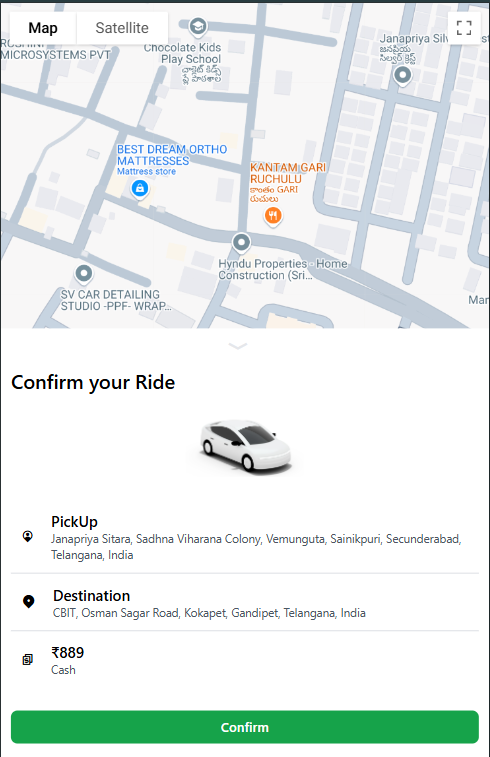 Map
Satellite
MICROSYSTEMS PVT
Chocolate Kids
Play School
Janapriya
జనప్రియ
సిల్వర్ క్రెస్ట్
BEST DREAM ORTHO
MATTRESSES
Mattress store
KANTAM GARI
RUCHULU
కాంతం GARI
రుచులు
Hyndu Properties - Home
Construction (Sri...
SV CAR DETAILING
STUDIO -PPF- WRAP...
Mar
Confirm your Ride
PickUp
Janapriya Sitara, Sadhna Viharana Colony, Vemunguta, Sainikpuri, Secunderabad,
Telangana, India
Destination
CBIT, Osman Sagar Road, Kokapet, Gandipet, Telangana, India
₹889
Cash
Confirm